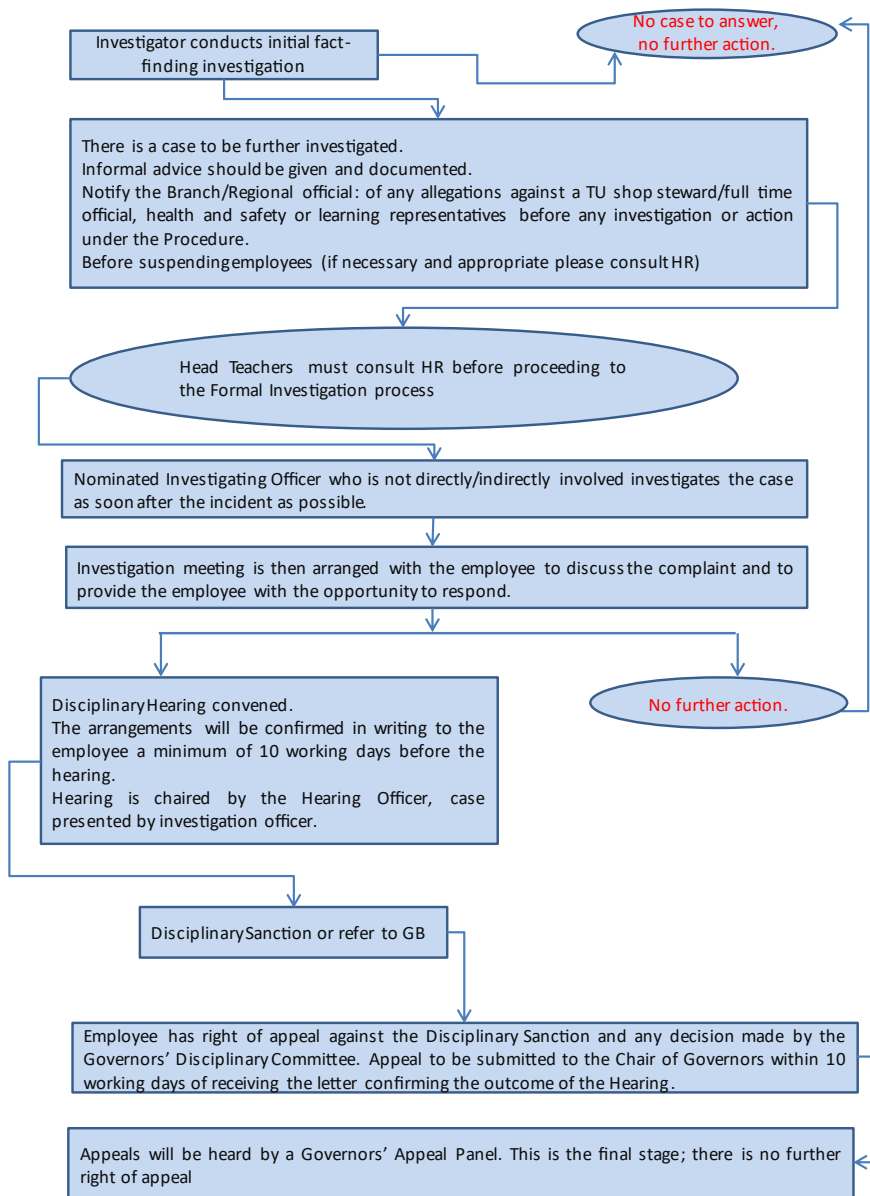 No case to answer,
no further action.
Investigator conducts initial fact-
finding investigation
There is a case to be further investigated.
Informal advice should be given and documented.
Notify the Branch/Regional official: of any allegations against a TU shop steward/full time
official, health and safety or learning representatives before any investigation or action
under the Procedure.
Before suspending employees (if necessary and appropriate please consult HR)
Head Teachers must consult HR before proceeding to
the Formal Investigation process
Nominated Investigating Officer who is not directly/indirectly involved investigates the case
as soon after the incident as possible.
Investigation meeting is then arranged with the employee to discuss the complaint and to
provide the employee with the opportunity to respond.
Disciplinary Hearing convened.
The arrangements will be confirmed in writing to the
employee a minimum of 10 working days before the
hearing.
Hearing is chaired by the Hearing Officer, case
presented by investigation officer.
No further action.
Disciplinary Sanction or refer to GB
Employee has right of appeal against the Disciplinary Sanction and any decision made by the
Governors' Disciplinary Committee. Appeal to be submitted to the Chair of Governors within 10
working days of receiving the letter confirming the outcome of the Hearing.
Appeals will be heard by a Governors' Appeal Panel. This is the final stage; there is no further
right of appeal